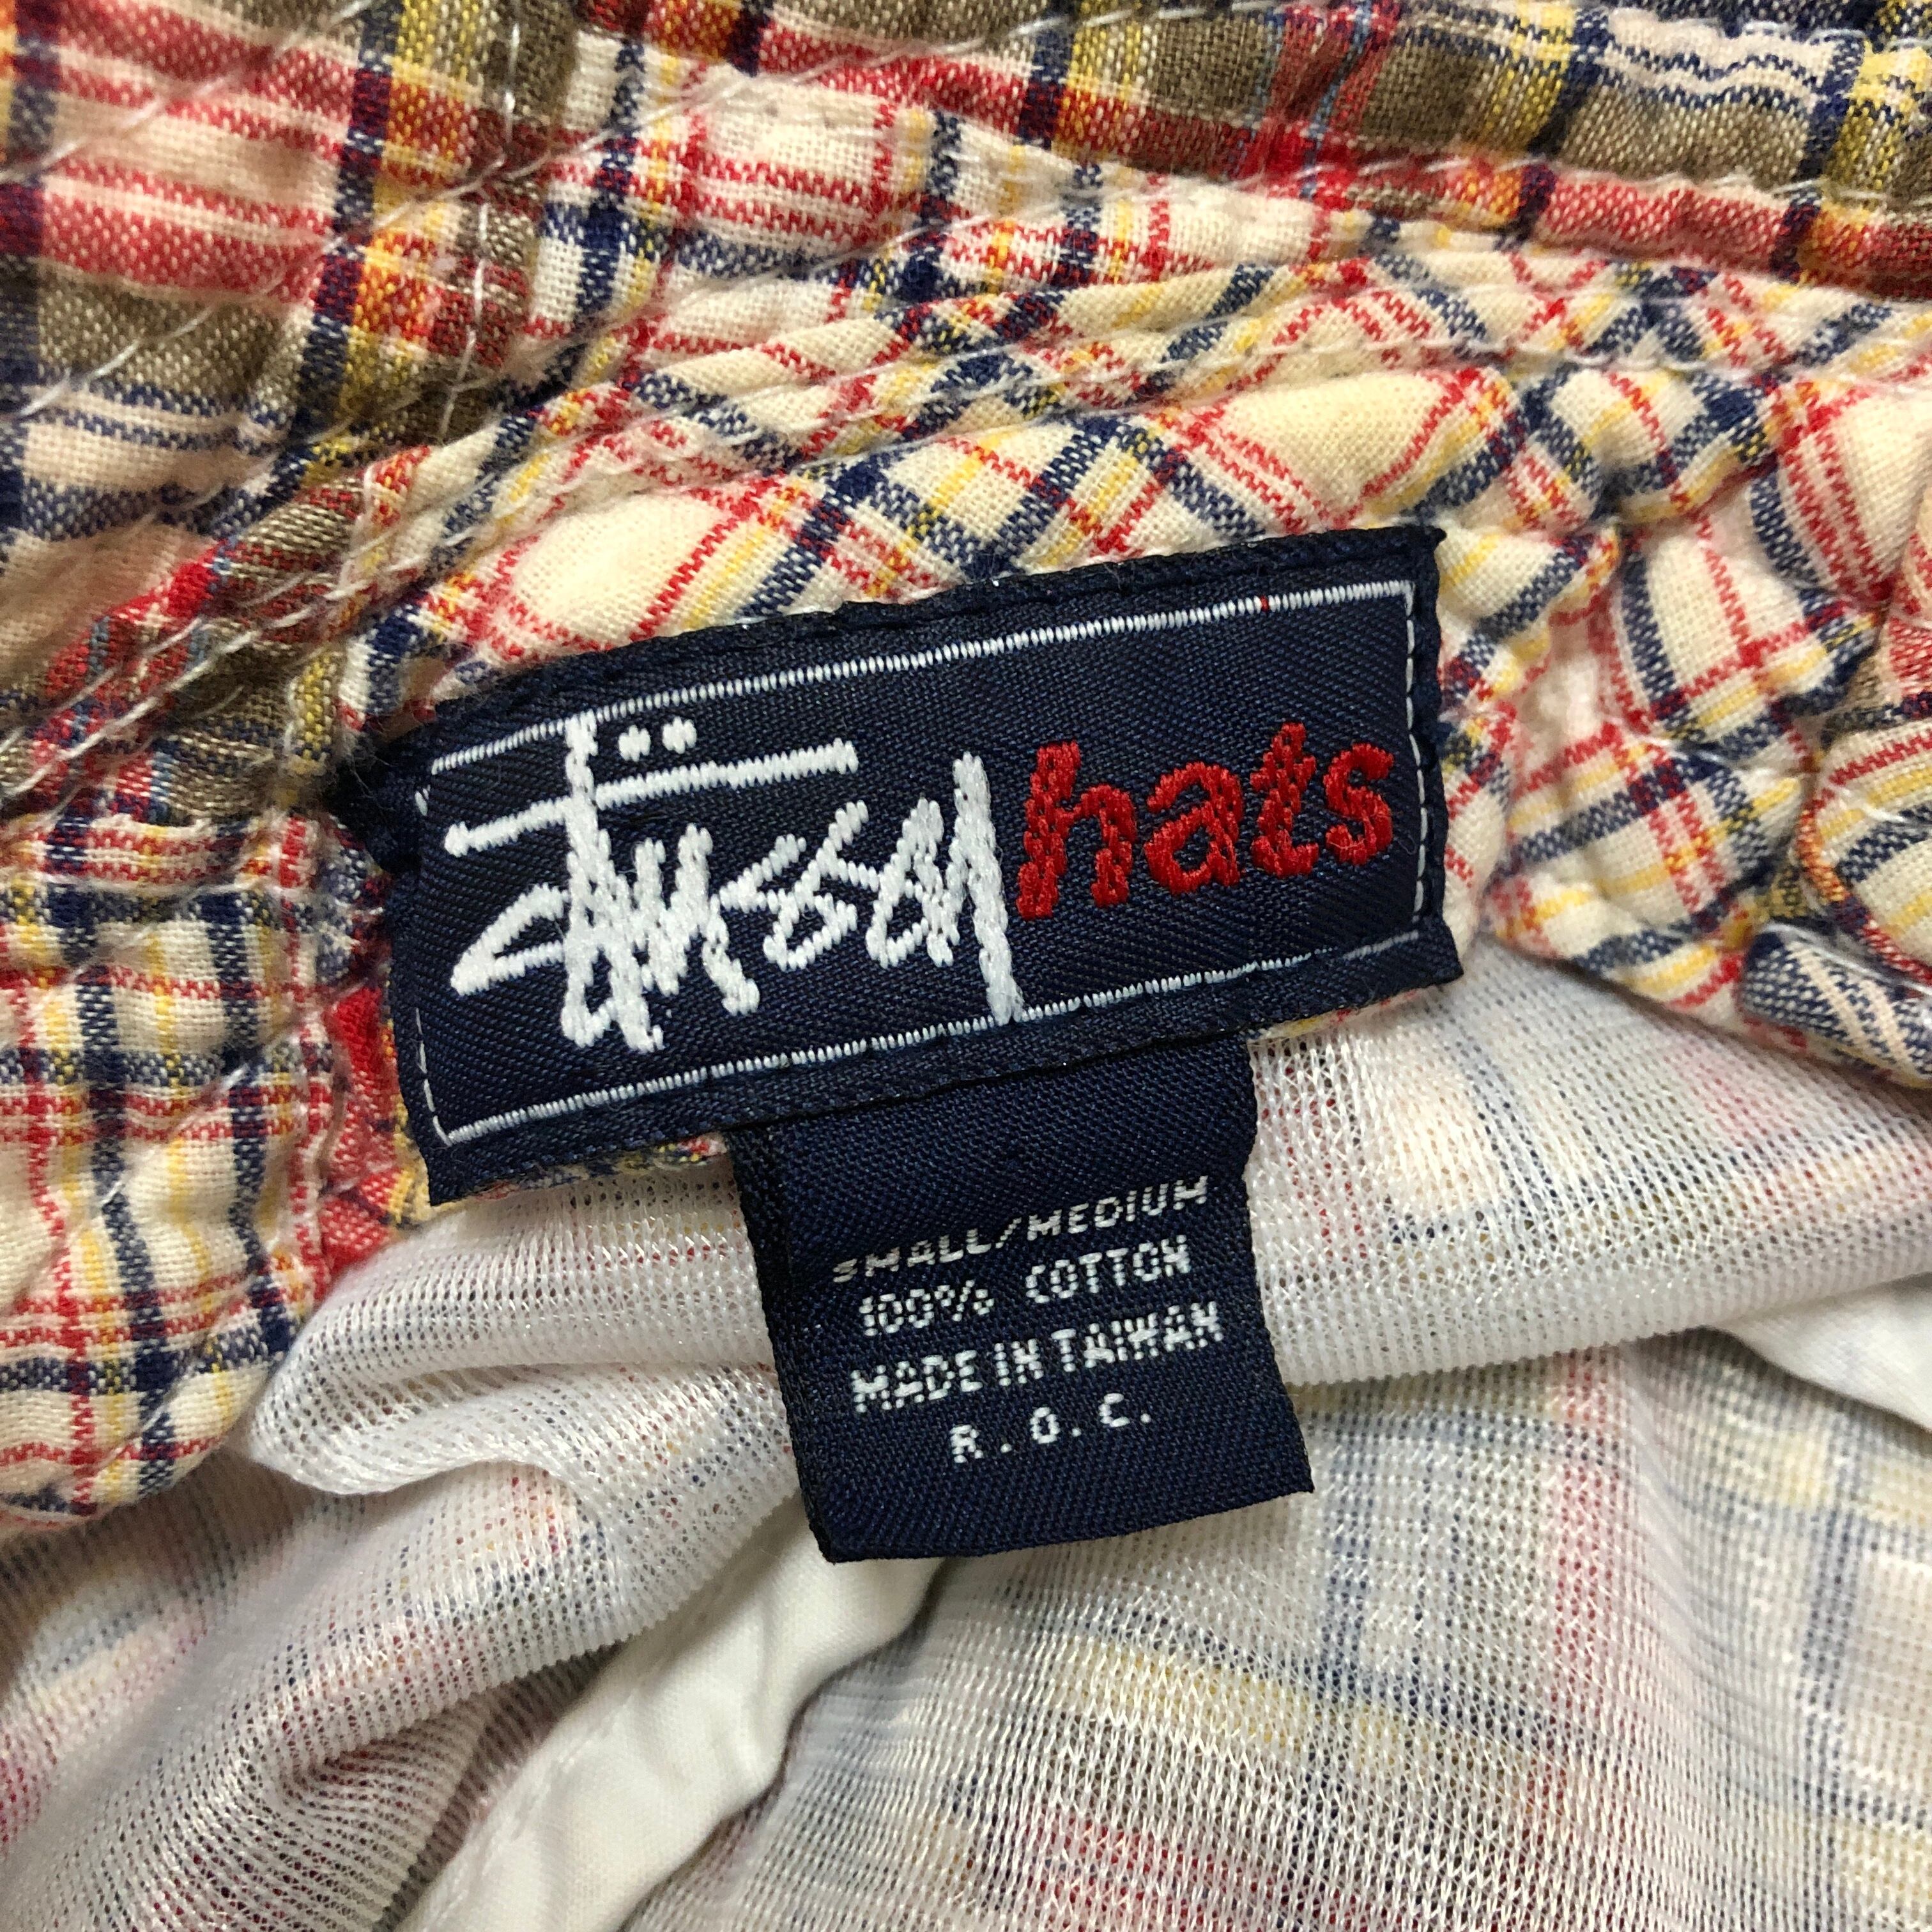 Stüssy hats
SMALL/MEDIUM
100% COTTON
MADE IN TAIWAN
R.O.C.